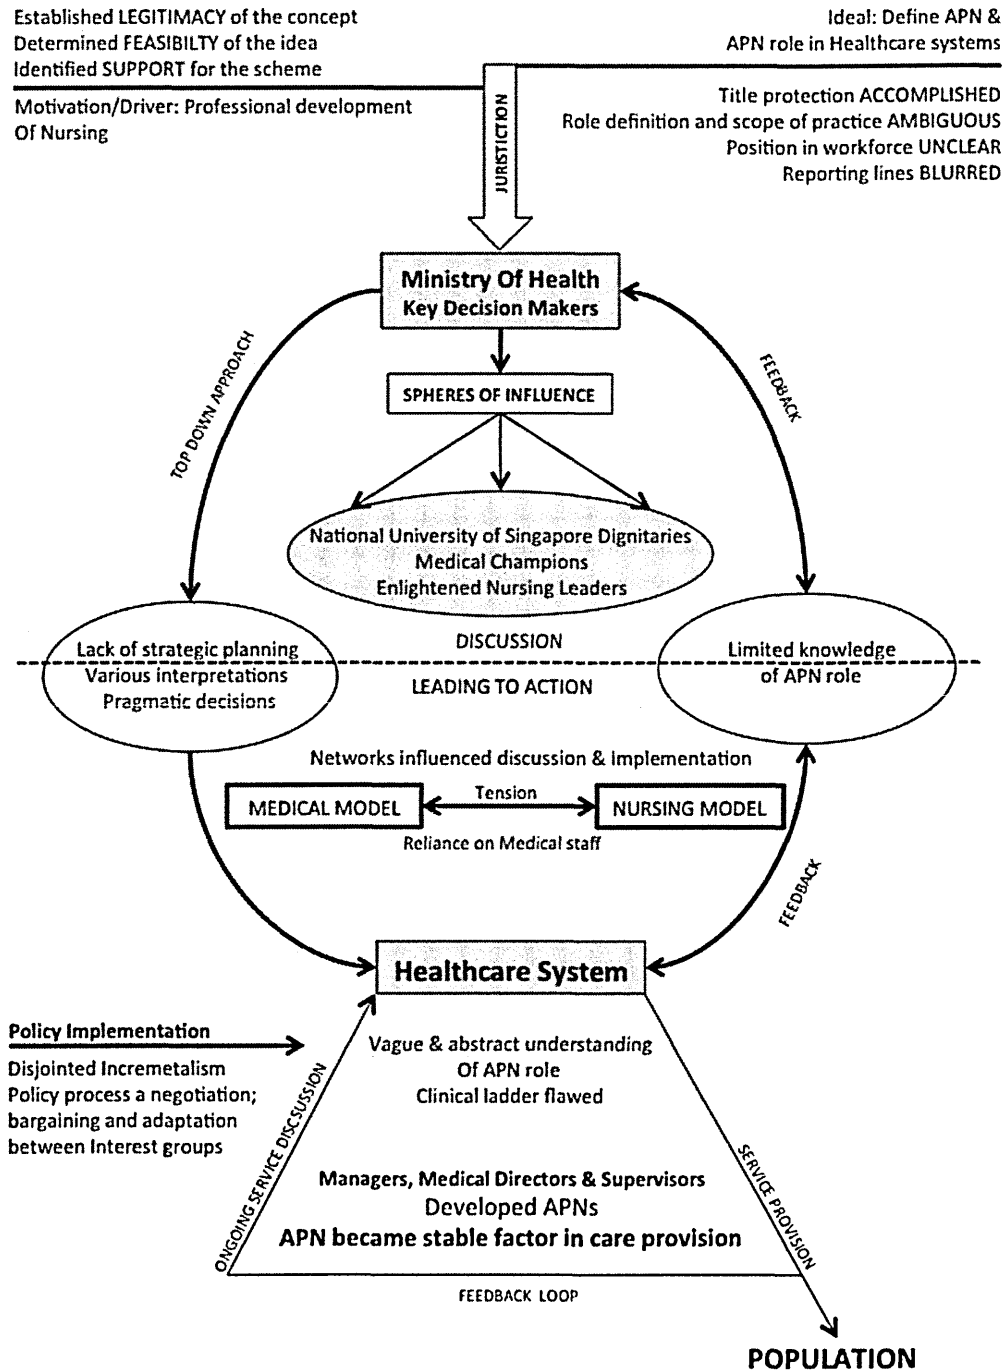 Established LEGITIMACY of the concept
Determined FEASIBILTY of the idea
Identified SUPPORT for the scheme
Motivation/Driver: Professional development
Of Nursing
Ideal: Define APN &
APN role in Healthcare systems
Title protection ACCOMPLISHED
Role definition and scope of practice AMBIGUOUS
Position in workforce UNCLEAR
Reporting lines BLURRED
JURISTICTION
Ministry Of Health
Key Decision Makers
TOP DOWN APPROACH
FEEDBACK
SPHERES OF INFLUENCE
National University of Singapore Dignitaries
Medical Champions
Enlightened Nursing Leaders
DISCUSSION
LEADING TO ACTION
Lack of strategic planning
Various interpretations
Pragmatic decisions
Limited knowledge
of APN role
Networks influenced discussion & Implementation
MEDICAL MODEL
Tension
NURSING MODEL
Reliance on Medical staff
FEEDBACK
Healthcare System
Policy Implementation
Disjointed Incremetalism
Policy process a negotiation;
bargaining and adaptation
between Interest groups
Vague & abstract understanding
Of APN role
Clinical ladder flawed
ONGOING SERVICE DISCSUSSION
SERVICE PROVISION
Managers, Medical Directors & Supervisors
Developed APNs
APN became stable factor in care provision
FEEDBACK LOOP
POPULATION